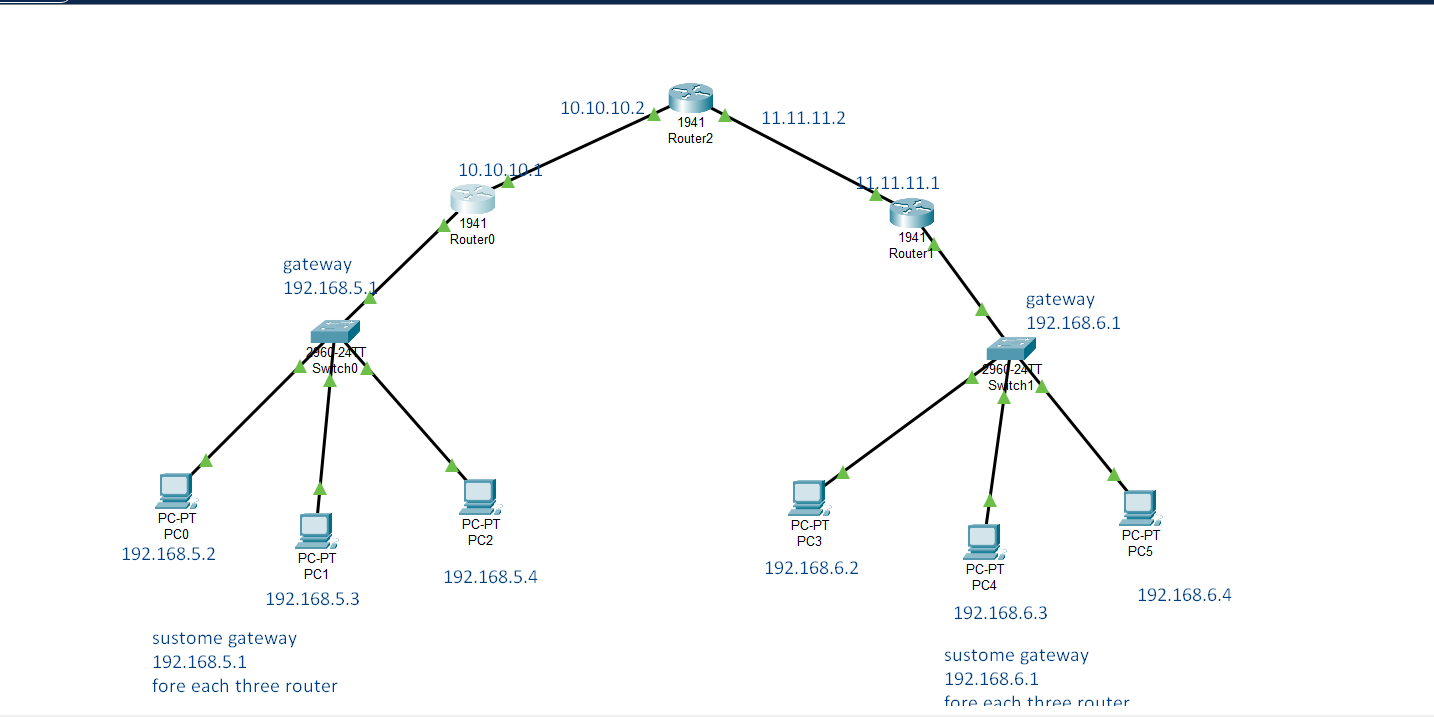 10.10.10.2
1941
Router2
11.11.11.2
10.10.10.1
1941
Router0
11.11.11.1
1941
Router1
gateway
192.168.5.1
gateway
192.168.6.1
2960-24TT
Switch0
2960-24TT
Switch1
PC-PT
PC0
192.168.5.2
PC-PT
PC1
192.168.5.3
PC-PT
PC2
192.168.5.4
PC-PT
PC3
192.168.6.2
PC-PT
PC4
192.168.6.3
PC-PT
PC5
192.168.6.4
sustome gateway
192.168.5.1
fore each three router
sustome gateway
192.168.6.1
fore each three router